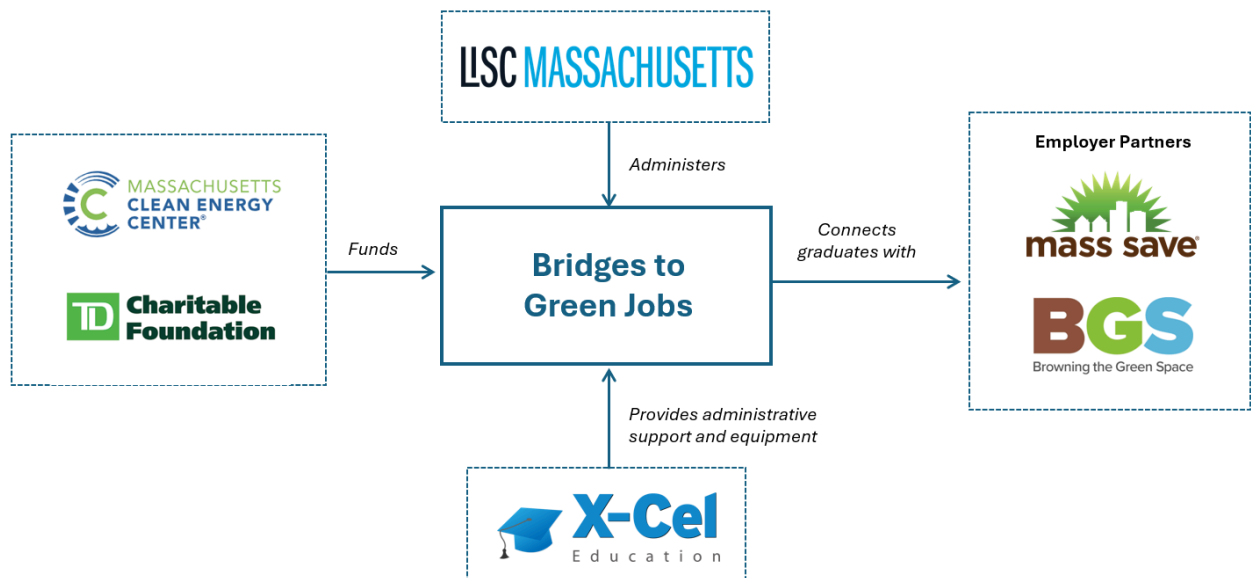 LISC MASSACHUSETTS
Administers
MASSACHUSETTS
CLEAN ENERGY
CENTER®
TD Charitable
Foundation
Funds
Bridges to
Green Jobs
Connects
graduates with
Employer Partners
mass save®
BGS
Browning the Green Space
Provides administrative
support and equipment
X-Cel
Education